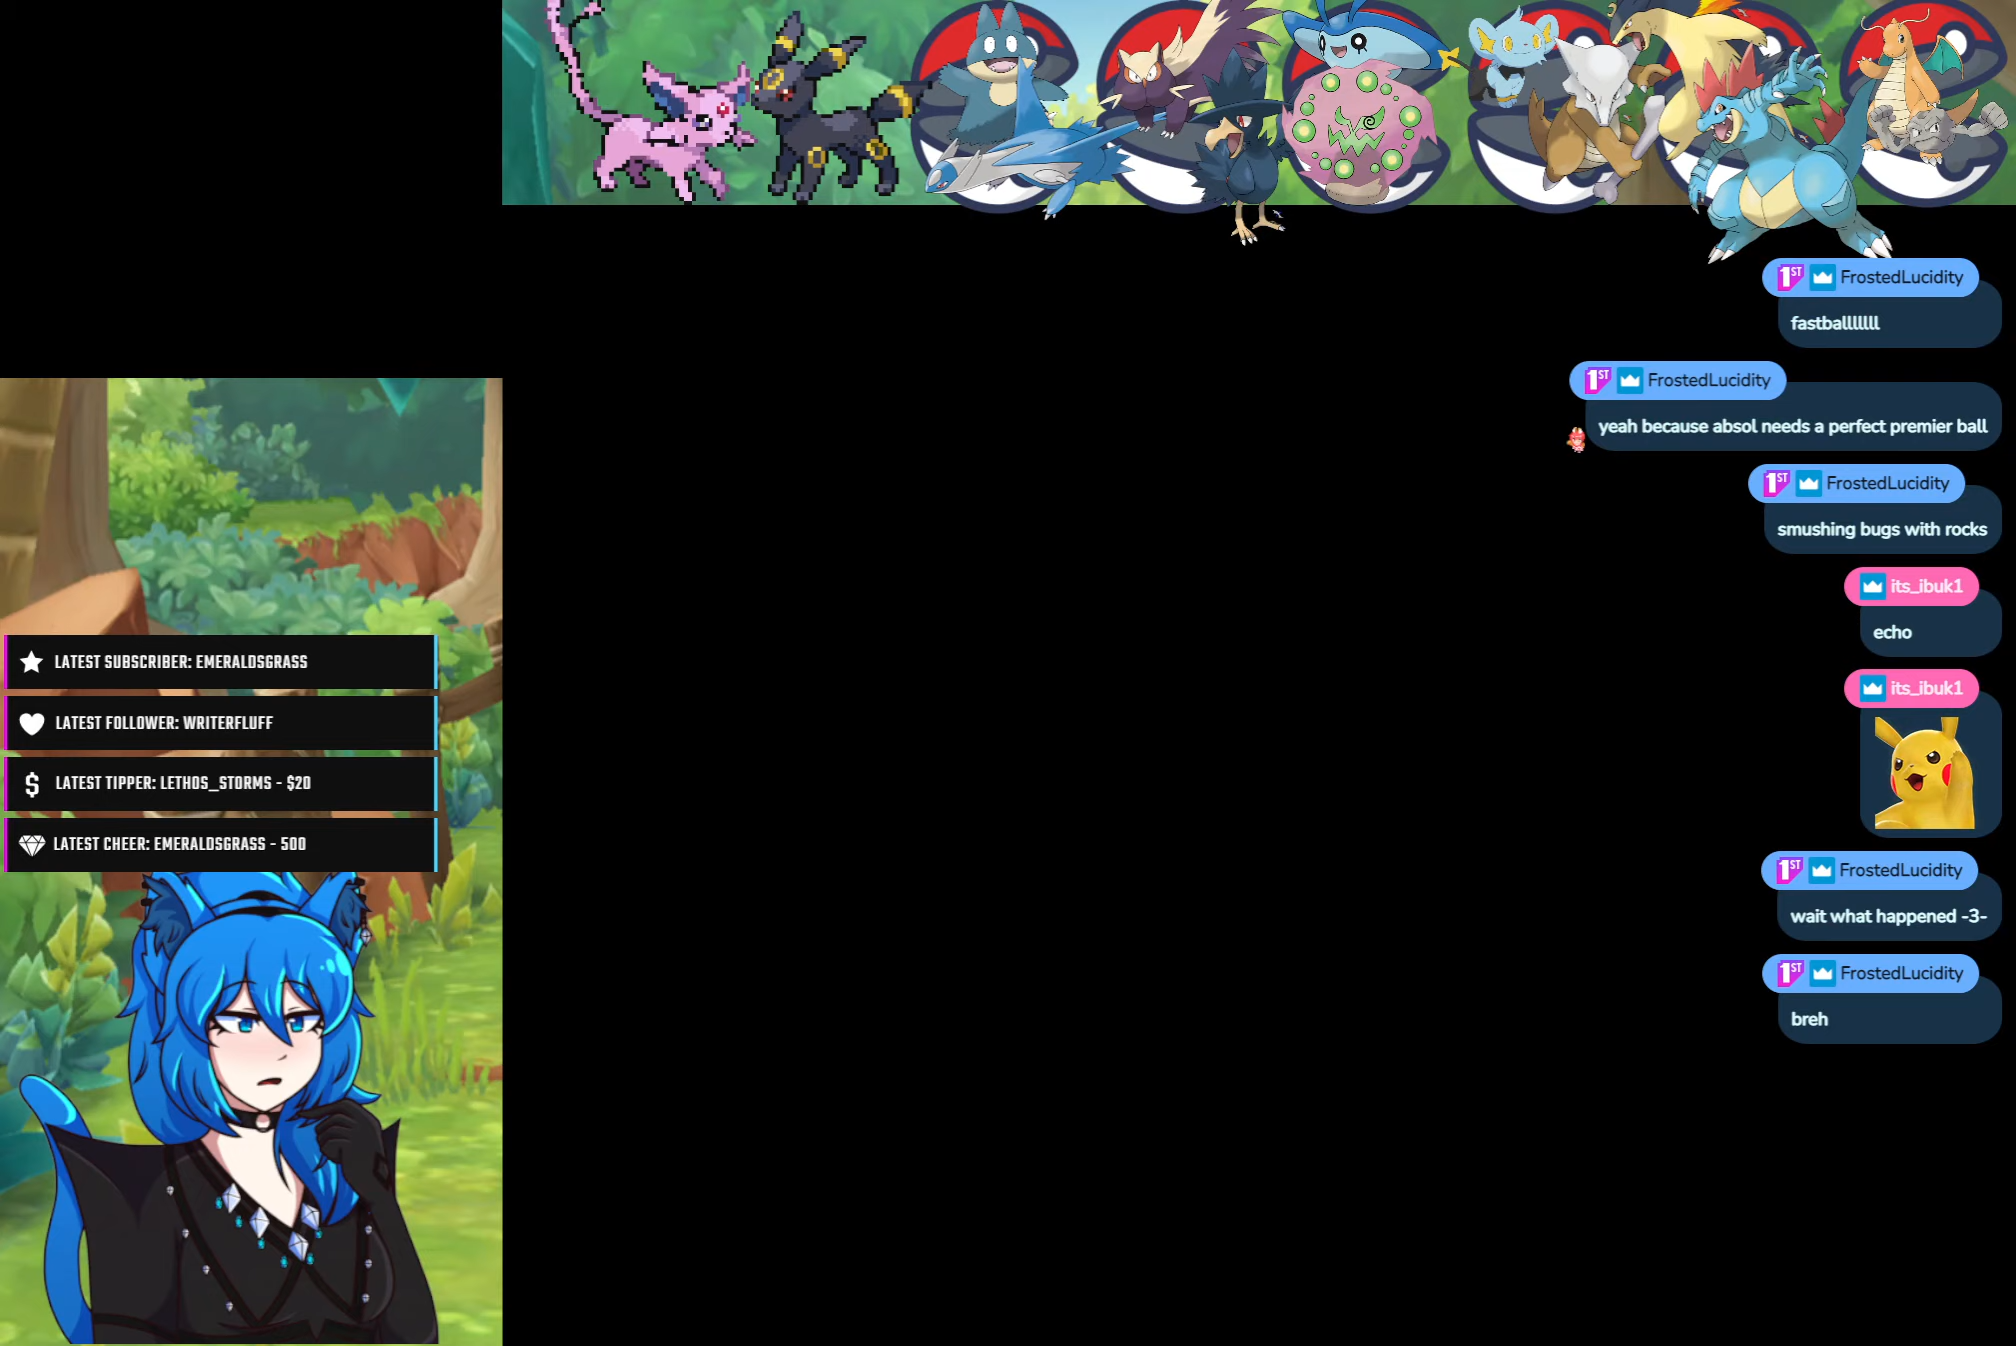 1ST FrostedLucidity
fastballlllll
1ST FrostedLucidity
yeah because absol needs a perfect premier ball
1ST FrostedLucidity
smushing bugs with rocks
its_ibuk1
echo
LATEST SUBSCRIBER: EMERALDSGRASS
its_ibuk1
LATEST FOLLOWER: WRITERFLUFF
LATEST TIPPER: LETHOS_STORMS - $20
LATEST CHEER: EMERALDSGRASS - 500
1ST FrostedLucidity
wait what happened -3-
1ST FrostedLucidity
breh